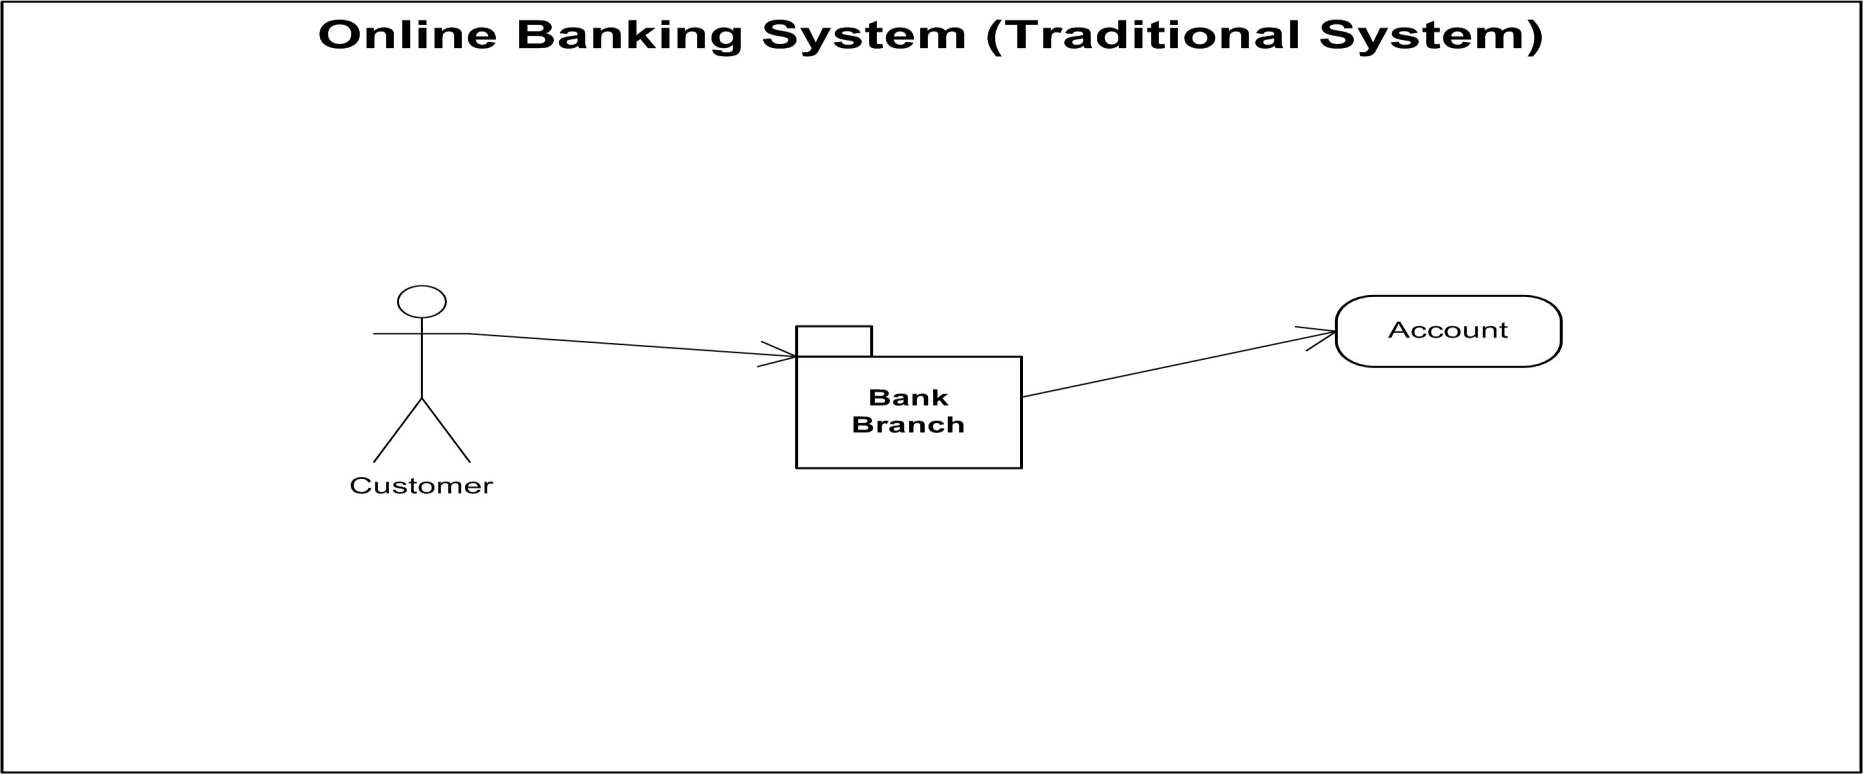 Online Banking System (Traditional System)
Account
Bank
Branch
Customer